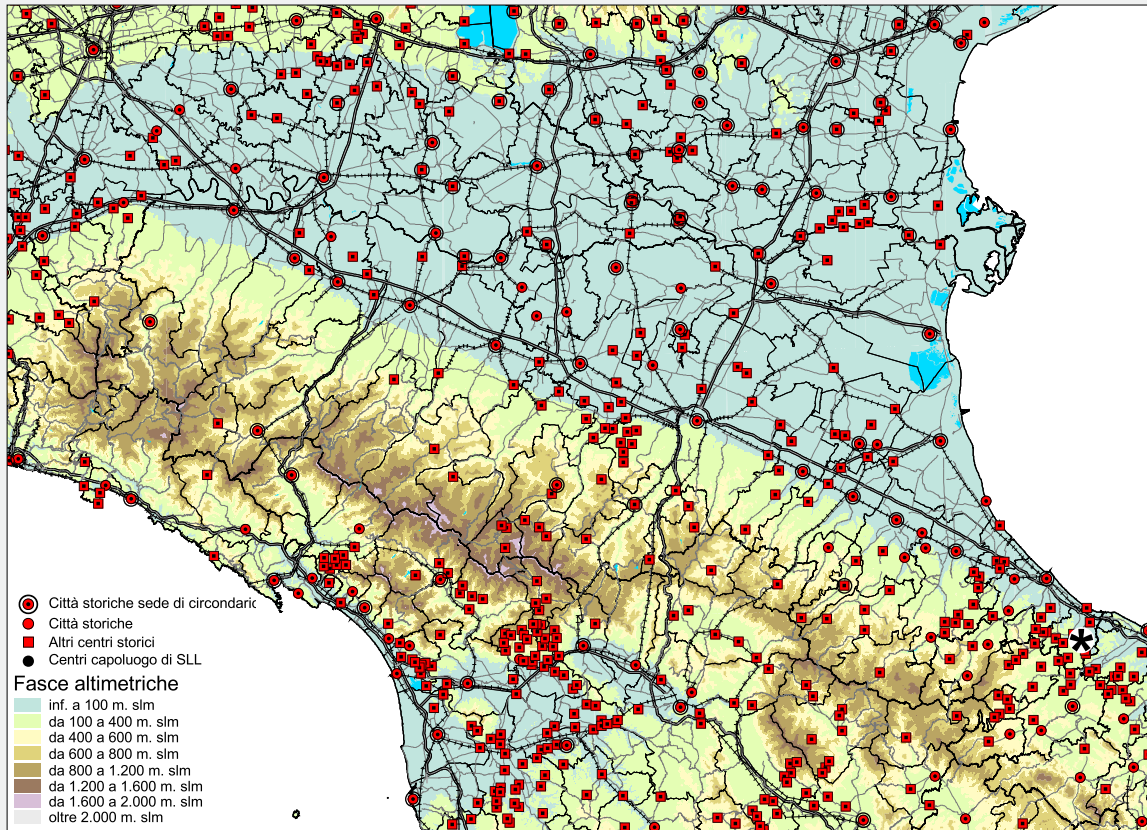 Città storiche sede di circondario
Città storiche
Altri centri storici
Centri capoluogo di SLL
Fasce altimetriche
inf. a 100 m. slm
da 100 a 400 m. slm
da 400 a 600 m. slm
da 600 a 800 m. slm
da 800 a 1.200 m. slm
da 1.200 a 1.600 m. slm
da 1.600 a 2.000 m. slm
oltre 2.000 m. slm
*